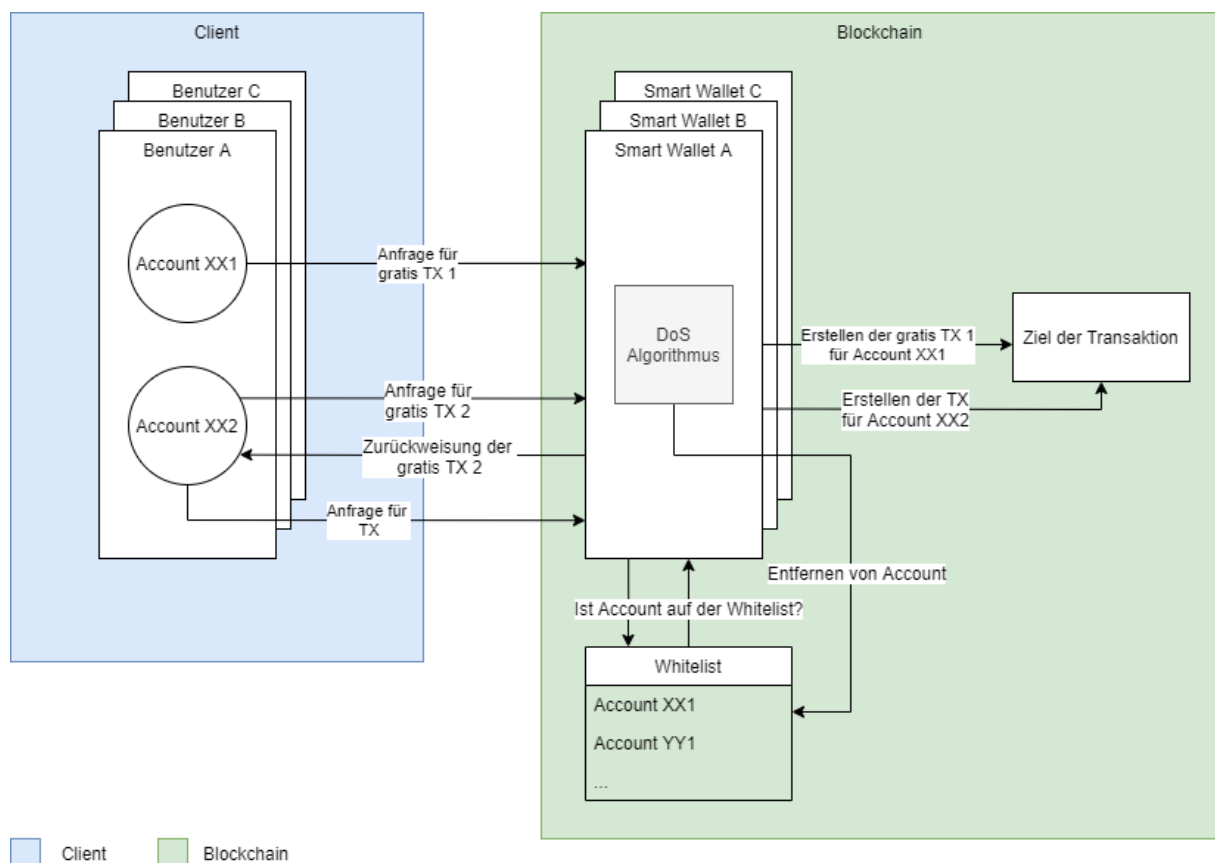 Client
Blockchain
Benutzer C
Benutzer B
Benutzer A
Smart Wallet C
Smart Wallet B
Smart Wallet A
Account XX1
Anfrage für
gratis TX 1
DoS
Algorithmus
Erstellen der gratis TX 1
für Account XX1
Ziel der Transaktion
Account XX2
Anfrage für
gratis TX 2
Erstellen der TX
für Account XX2
Zurückweisung der
gratis TX 2
Anfrage für
TX
Entfernen von Account
Ist Account auf der Whitelist?
Whitelist
Account XX1
Account YY1
...
Client
Blockchain